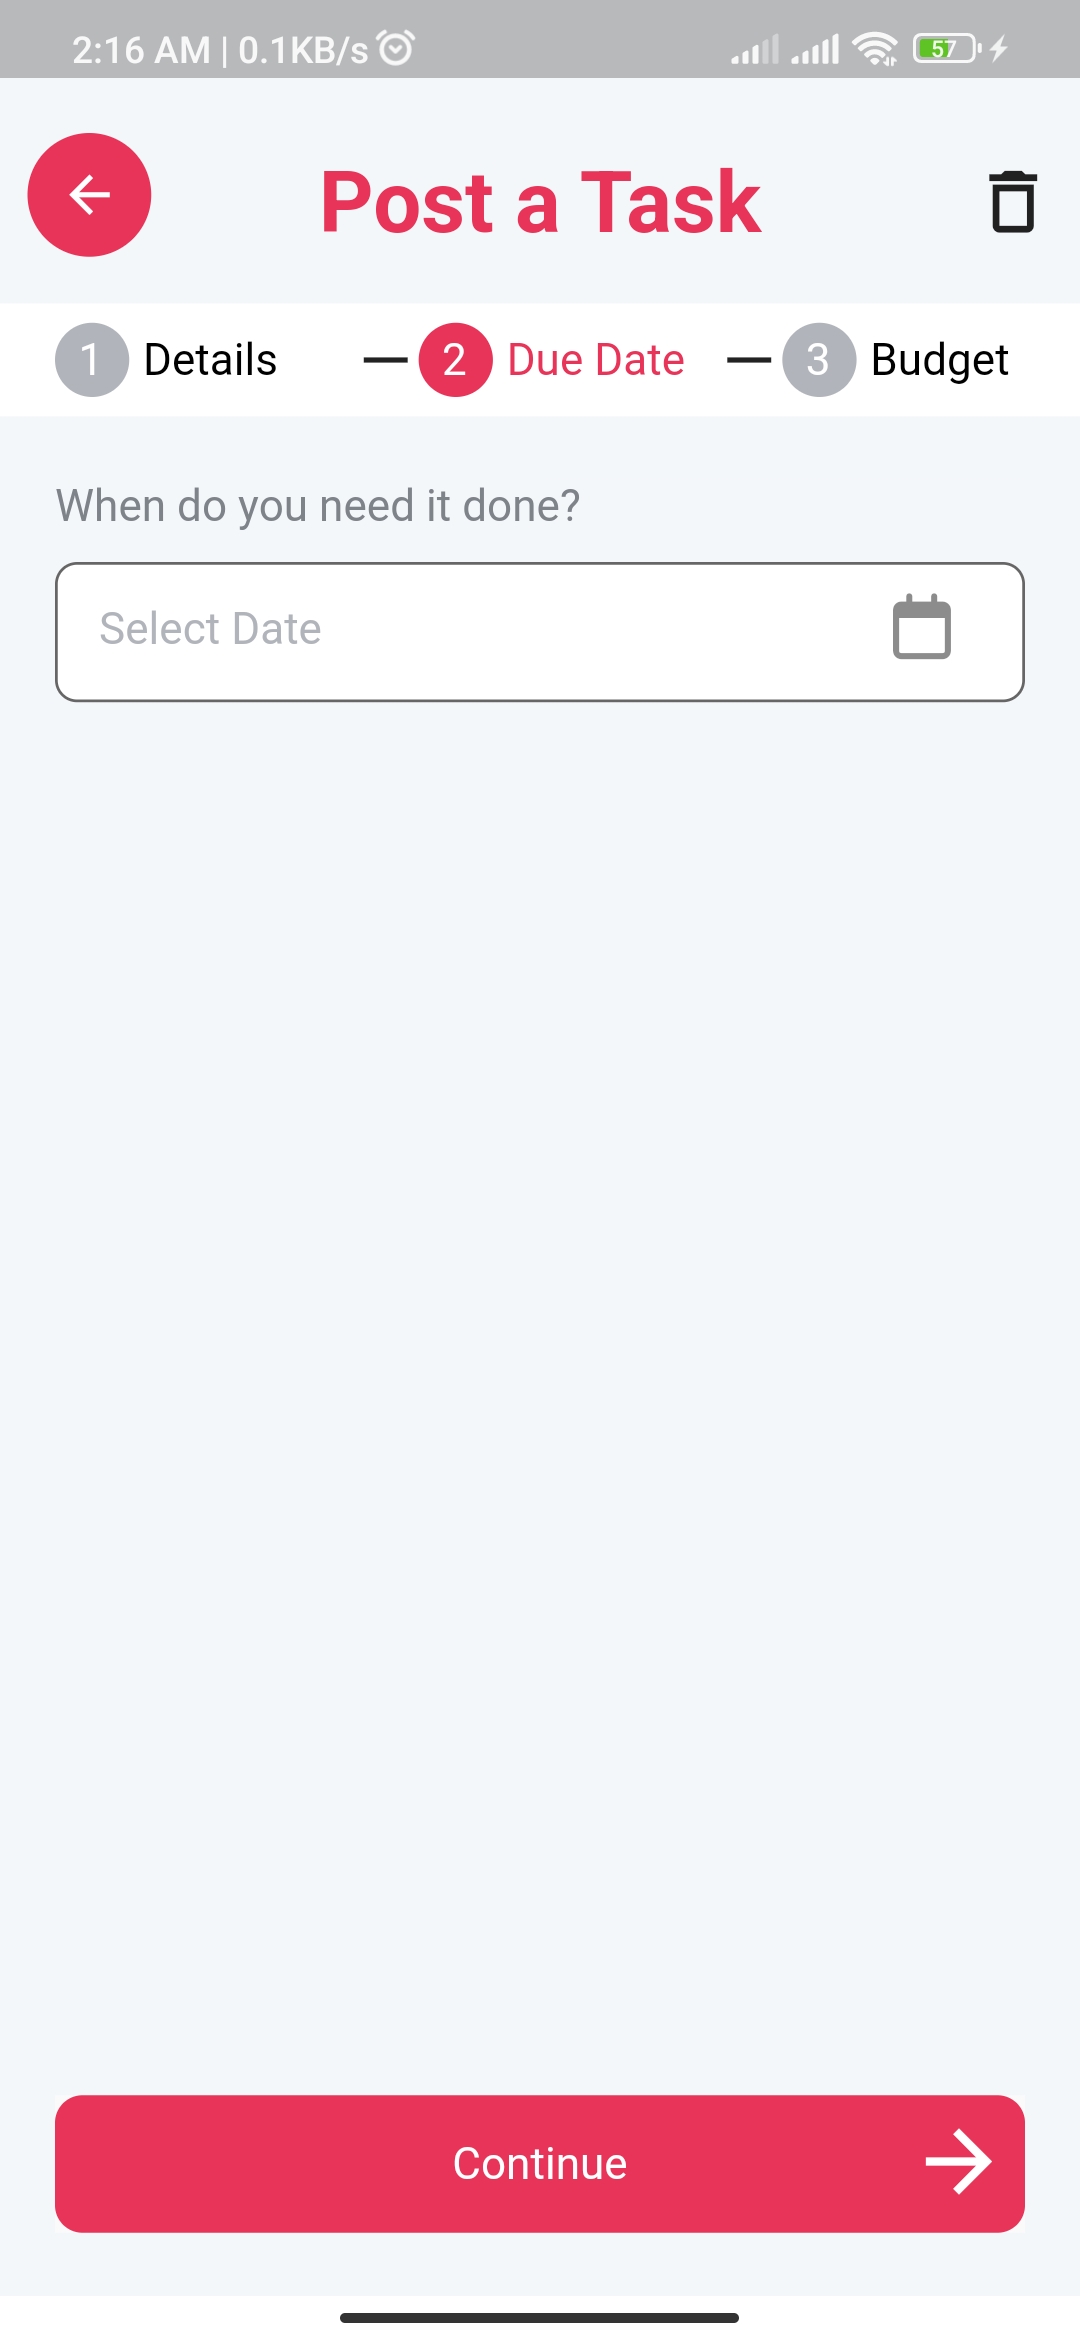 2:16 AM | 0.1KB/s 57
Post a Task
1 Details 2 Due Date 3 Budget
When do you need it done?
Select Date
Continue